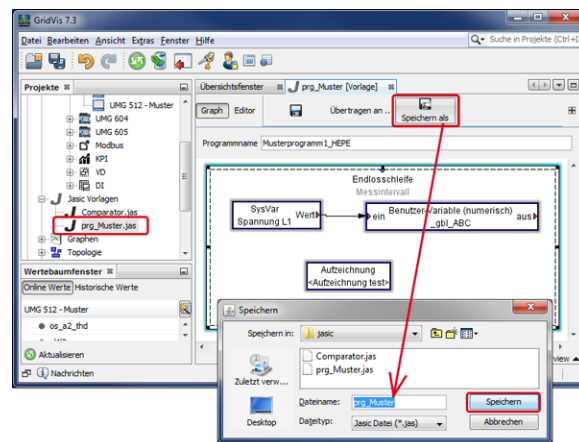 GridVis 7.3
Datei Bearbeiten Ansicht Extras Fenster Hilfe
Suche in Projekte (Ctrl+I
Projekte
UMG 512 - Muster
UMG 604
UMG 605
Modbus
KPI
VD
DI
Jasic Vorlagen
Comparator.jas
prg_Muster.jas
Graphen
Topologie
Wertebaumfenster
Online Werte Historische Werte
UMG 512 - Muster
os_a2_thd
Aktualisieren
Nachrichten
Übersichtsfenster
prg_Muster [Vorlage]
Graph Editor
Übertragen an ..
Speichern als
Programmname Musterprogramm1_HEPE
Endlosschleife
Messintervall
SysVar
Spannung L1
Wert
ein
Benutzer-Variable (numerisch)
_gbl_ABC
aus
Aufzeichnung
<Aufzeichnung test>
view
Speichern
Speichern in:
jasic
Zuletzt verw...
Desktop
Comparator.jas
prg_Muster.jas
Dateiname:
prg_Muster
Speichern
Dateityp:
Jasic Datei (*.jas)
Abbrechen